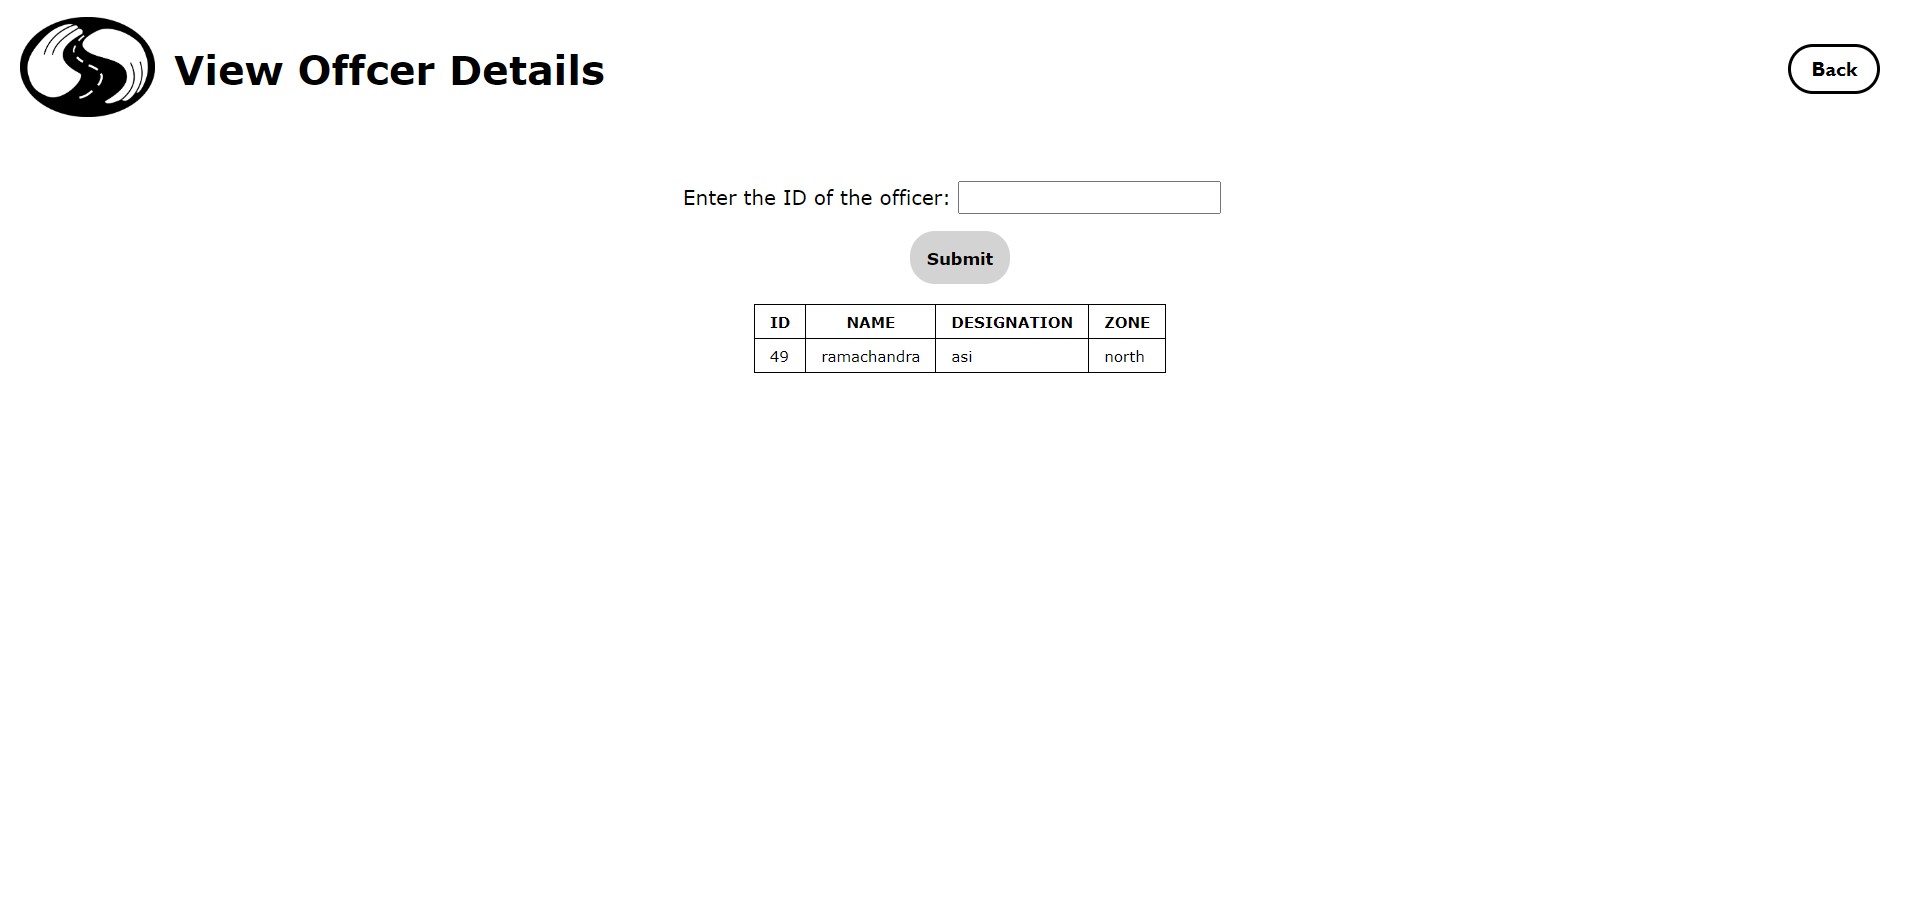 View Offcer Details
Back
Enter the ID of the officer:
Submit
ID NAME DESIGNATION ZONE
49 ramachandra asi north